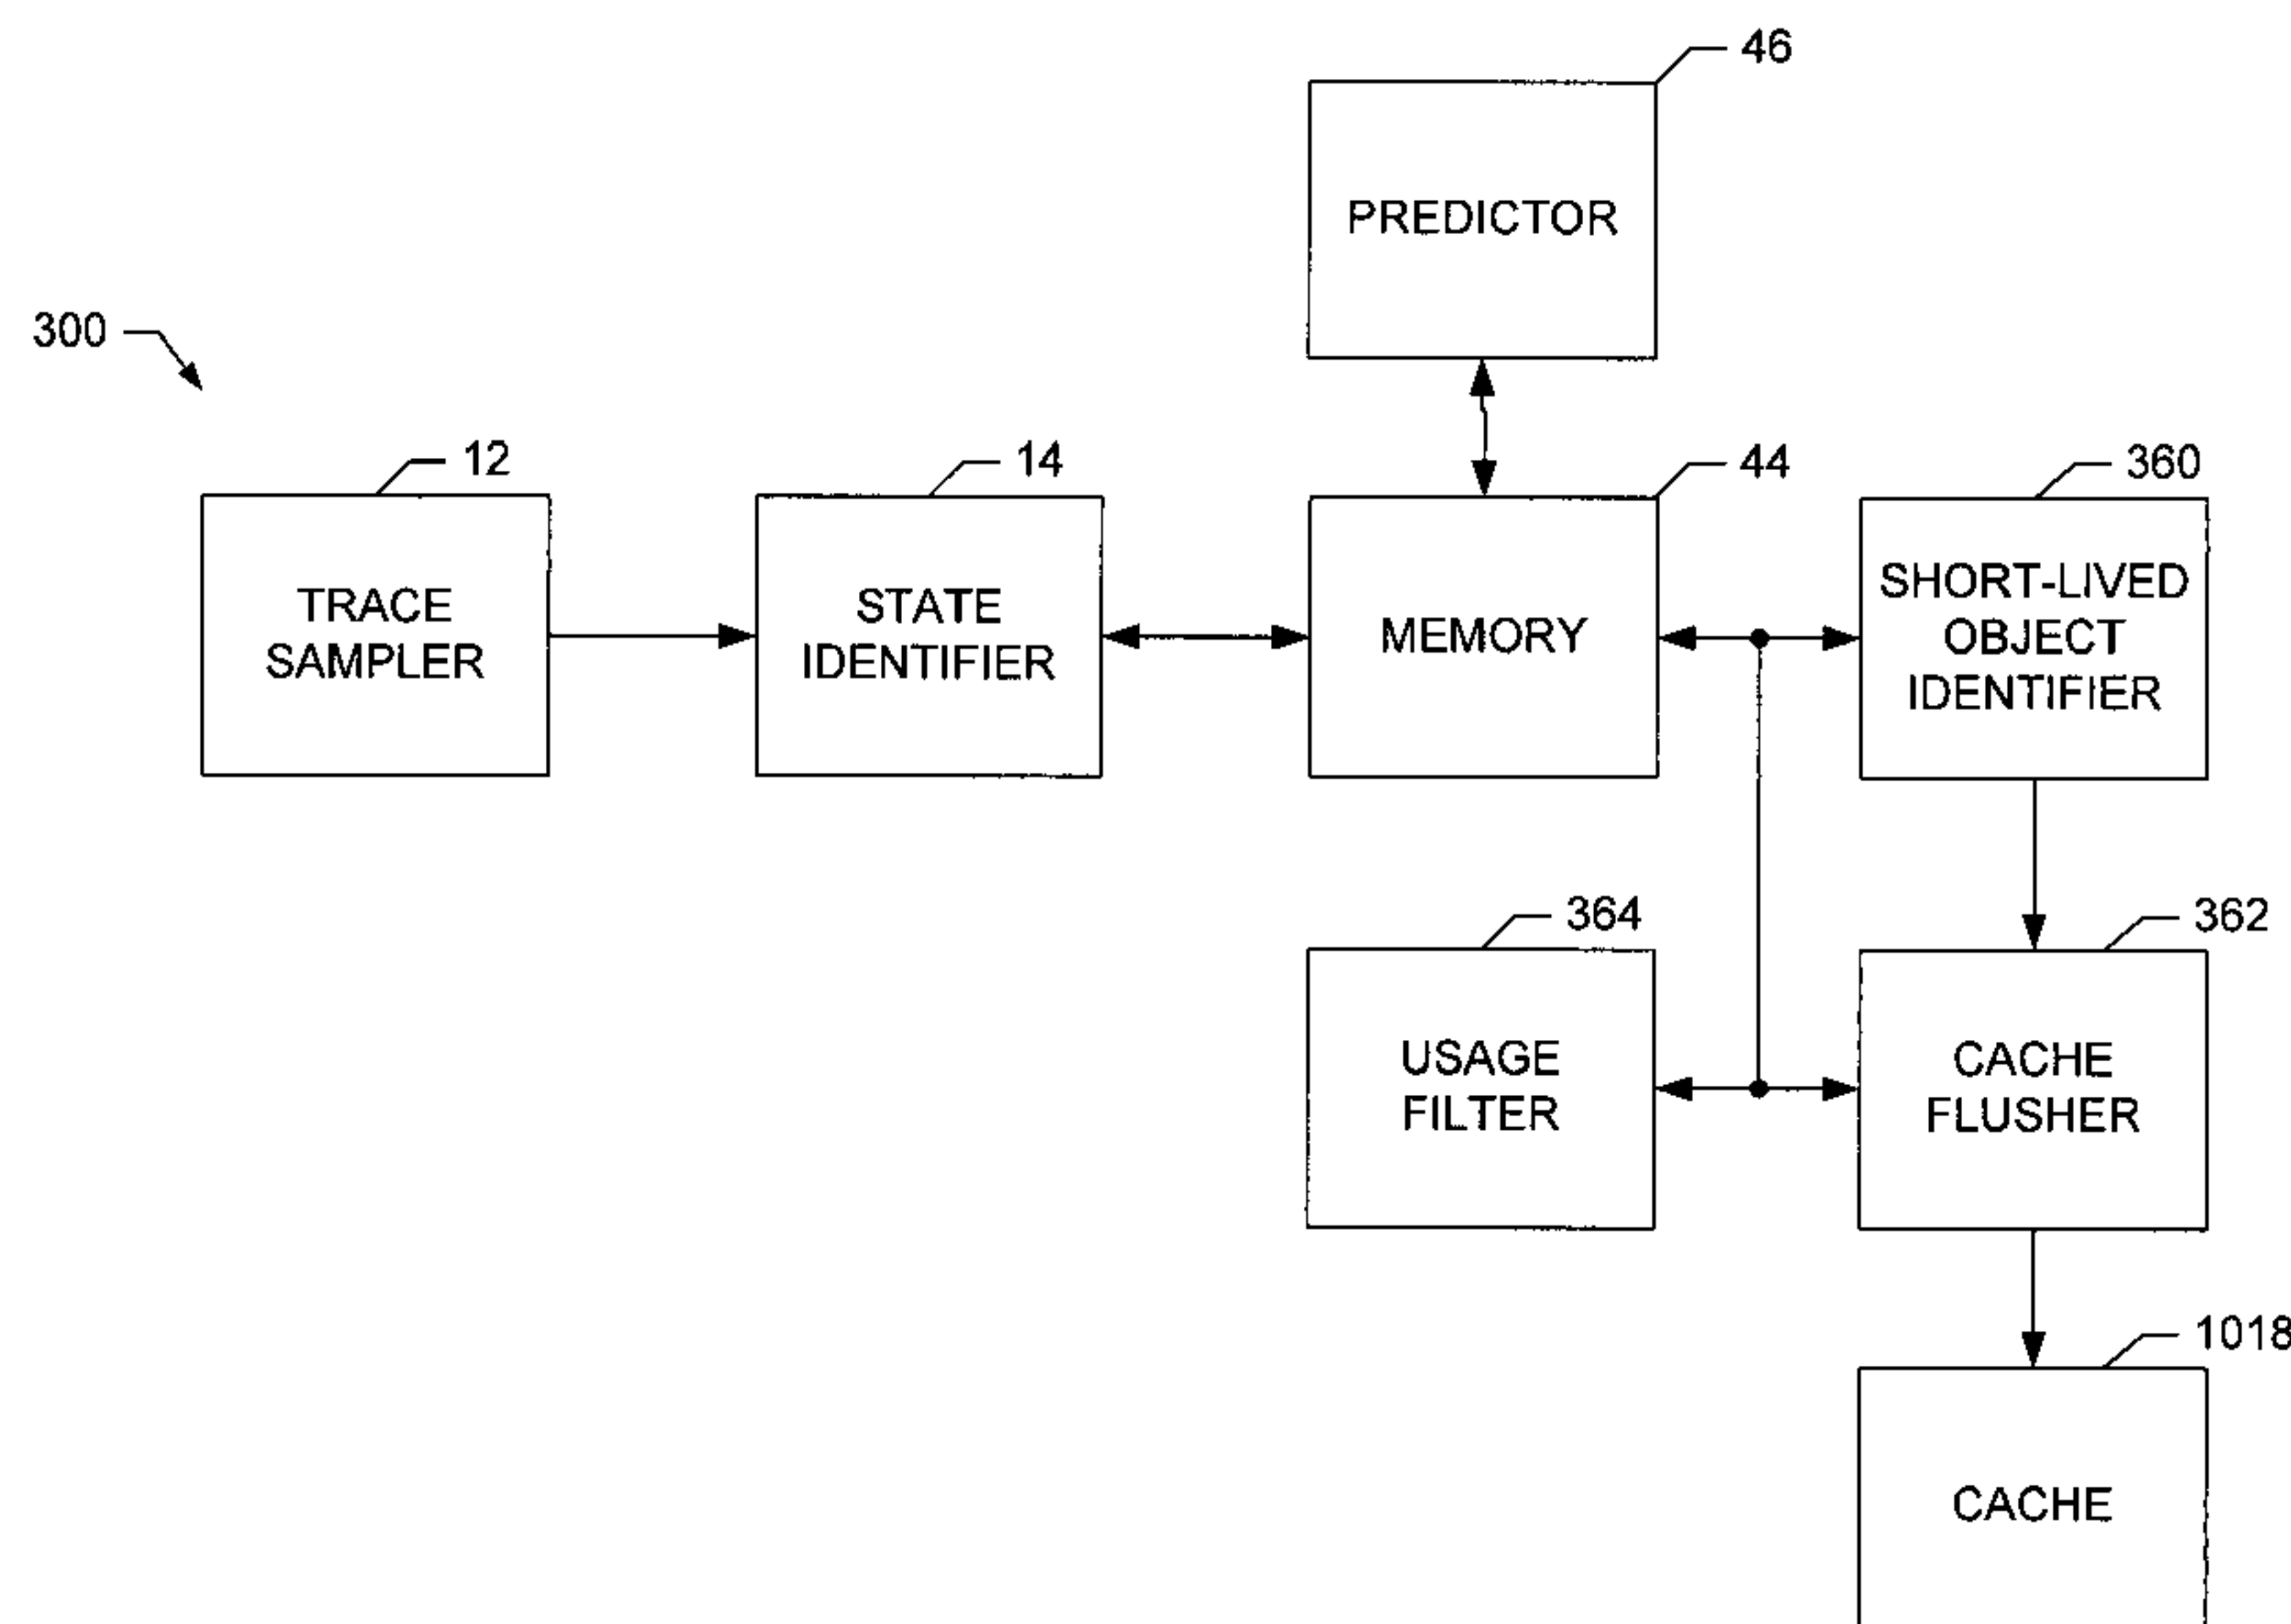 46
PREDICTOR
300
12
14
44
360
TRACE
SAMPLER
STATE
IDENTIFIER
MEMORY
SHORT-LIVED
OBJECT
IDENTIFIER
364
362
USAGE
FILTER
CACHE
FLUSHER
1018
CACHE